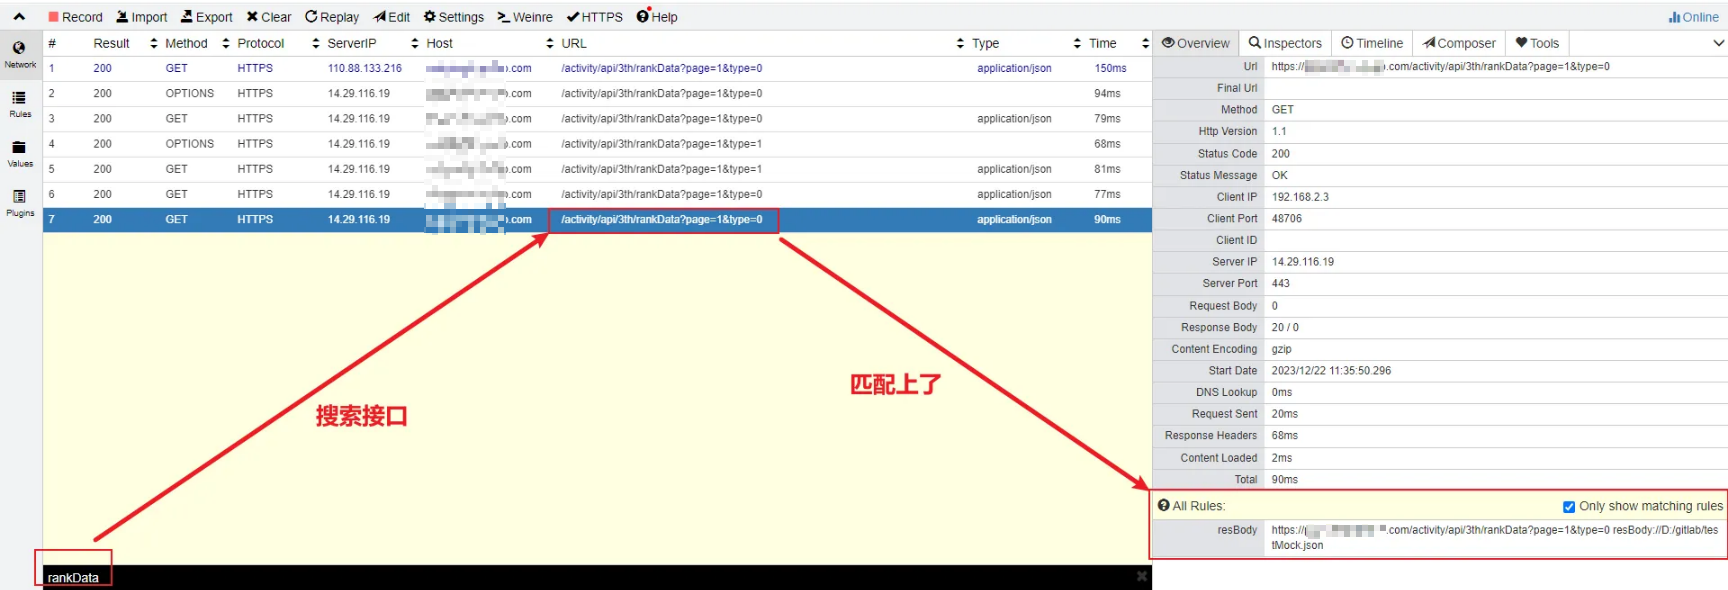 Record Import Export Clear Replay Edit Settings Weinre HTTPS Help Online
Network
Rules
Values
Plugins
# Result Method Protocol ServerIP Host URL Type Time
1 200 GET HTTPS 110.88.133.216 .com /activity/api/3th/rankData?page=1&type=0 application/json 150ms
2 200 OPTIONS HTTPS 14.29.116.19 .com /activity/api/3th/rankData?page=1&type=0 94ms
3 200 GET HTTPS 14.29.116.19 .com /activity/api/3th/rankData?page=1&type=0 application/json 79ms
4 200 OPTIONS HTTPS 14.29.116.19 .com /activity/api/3th/rankData?page=1&type=1 68ms
5 200 GET HTTPS 14.29.116.19 .com /activity/api/3th/rankData?page=1&type=1 application/json 81ms
6 200 GET HTTPS 14.29.116.19 .com /activity/api/3th/rankData?page=1&type=0 application/json 77ms
7 200 GET HTTPS 14.29.116.19 .com /activity/api/3th/rankData?page=1&type=0 application/json 90ms
搜索接口
匹配上了
rankData
Overview Inspectors Timeline Composer Tools
Url https:// .com/activity/api/3th/rankData?page=1&type=0
Final Url
Method GET
Http Version 1.1
Status Code 200
Status Message OK
Client IP 192.168.2.3
Client Port 48706
Client ID
Server IP 14.29.116.19
Server Port 443
Request Body 0
Response Body 20 / 0
Content Encoding gzip
Start Date 2023/12/22 11:35:50.296
DNS Lookup 0ms
Request Sent 20ms
Response Headers 68ms
Content Loaded 2ms
Total 90ms
All Rules: Only show matching rules
resBody https:// .com/activity/api/3th/rankData?page=1&type=0 resBody://D:/gitlab/tes
tMock.json